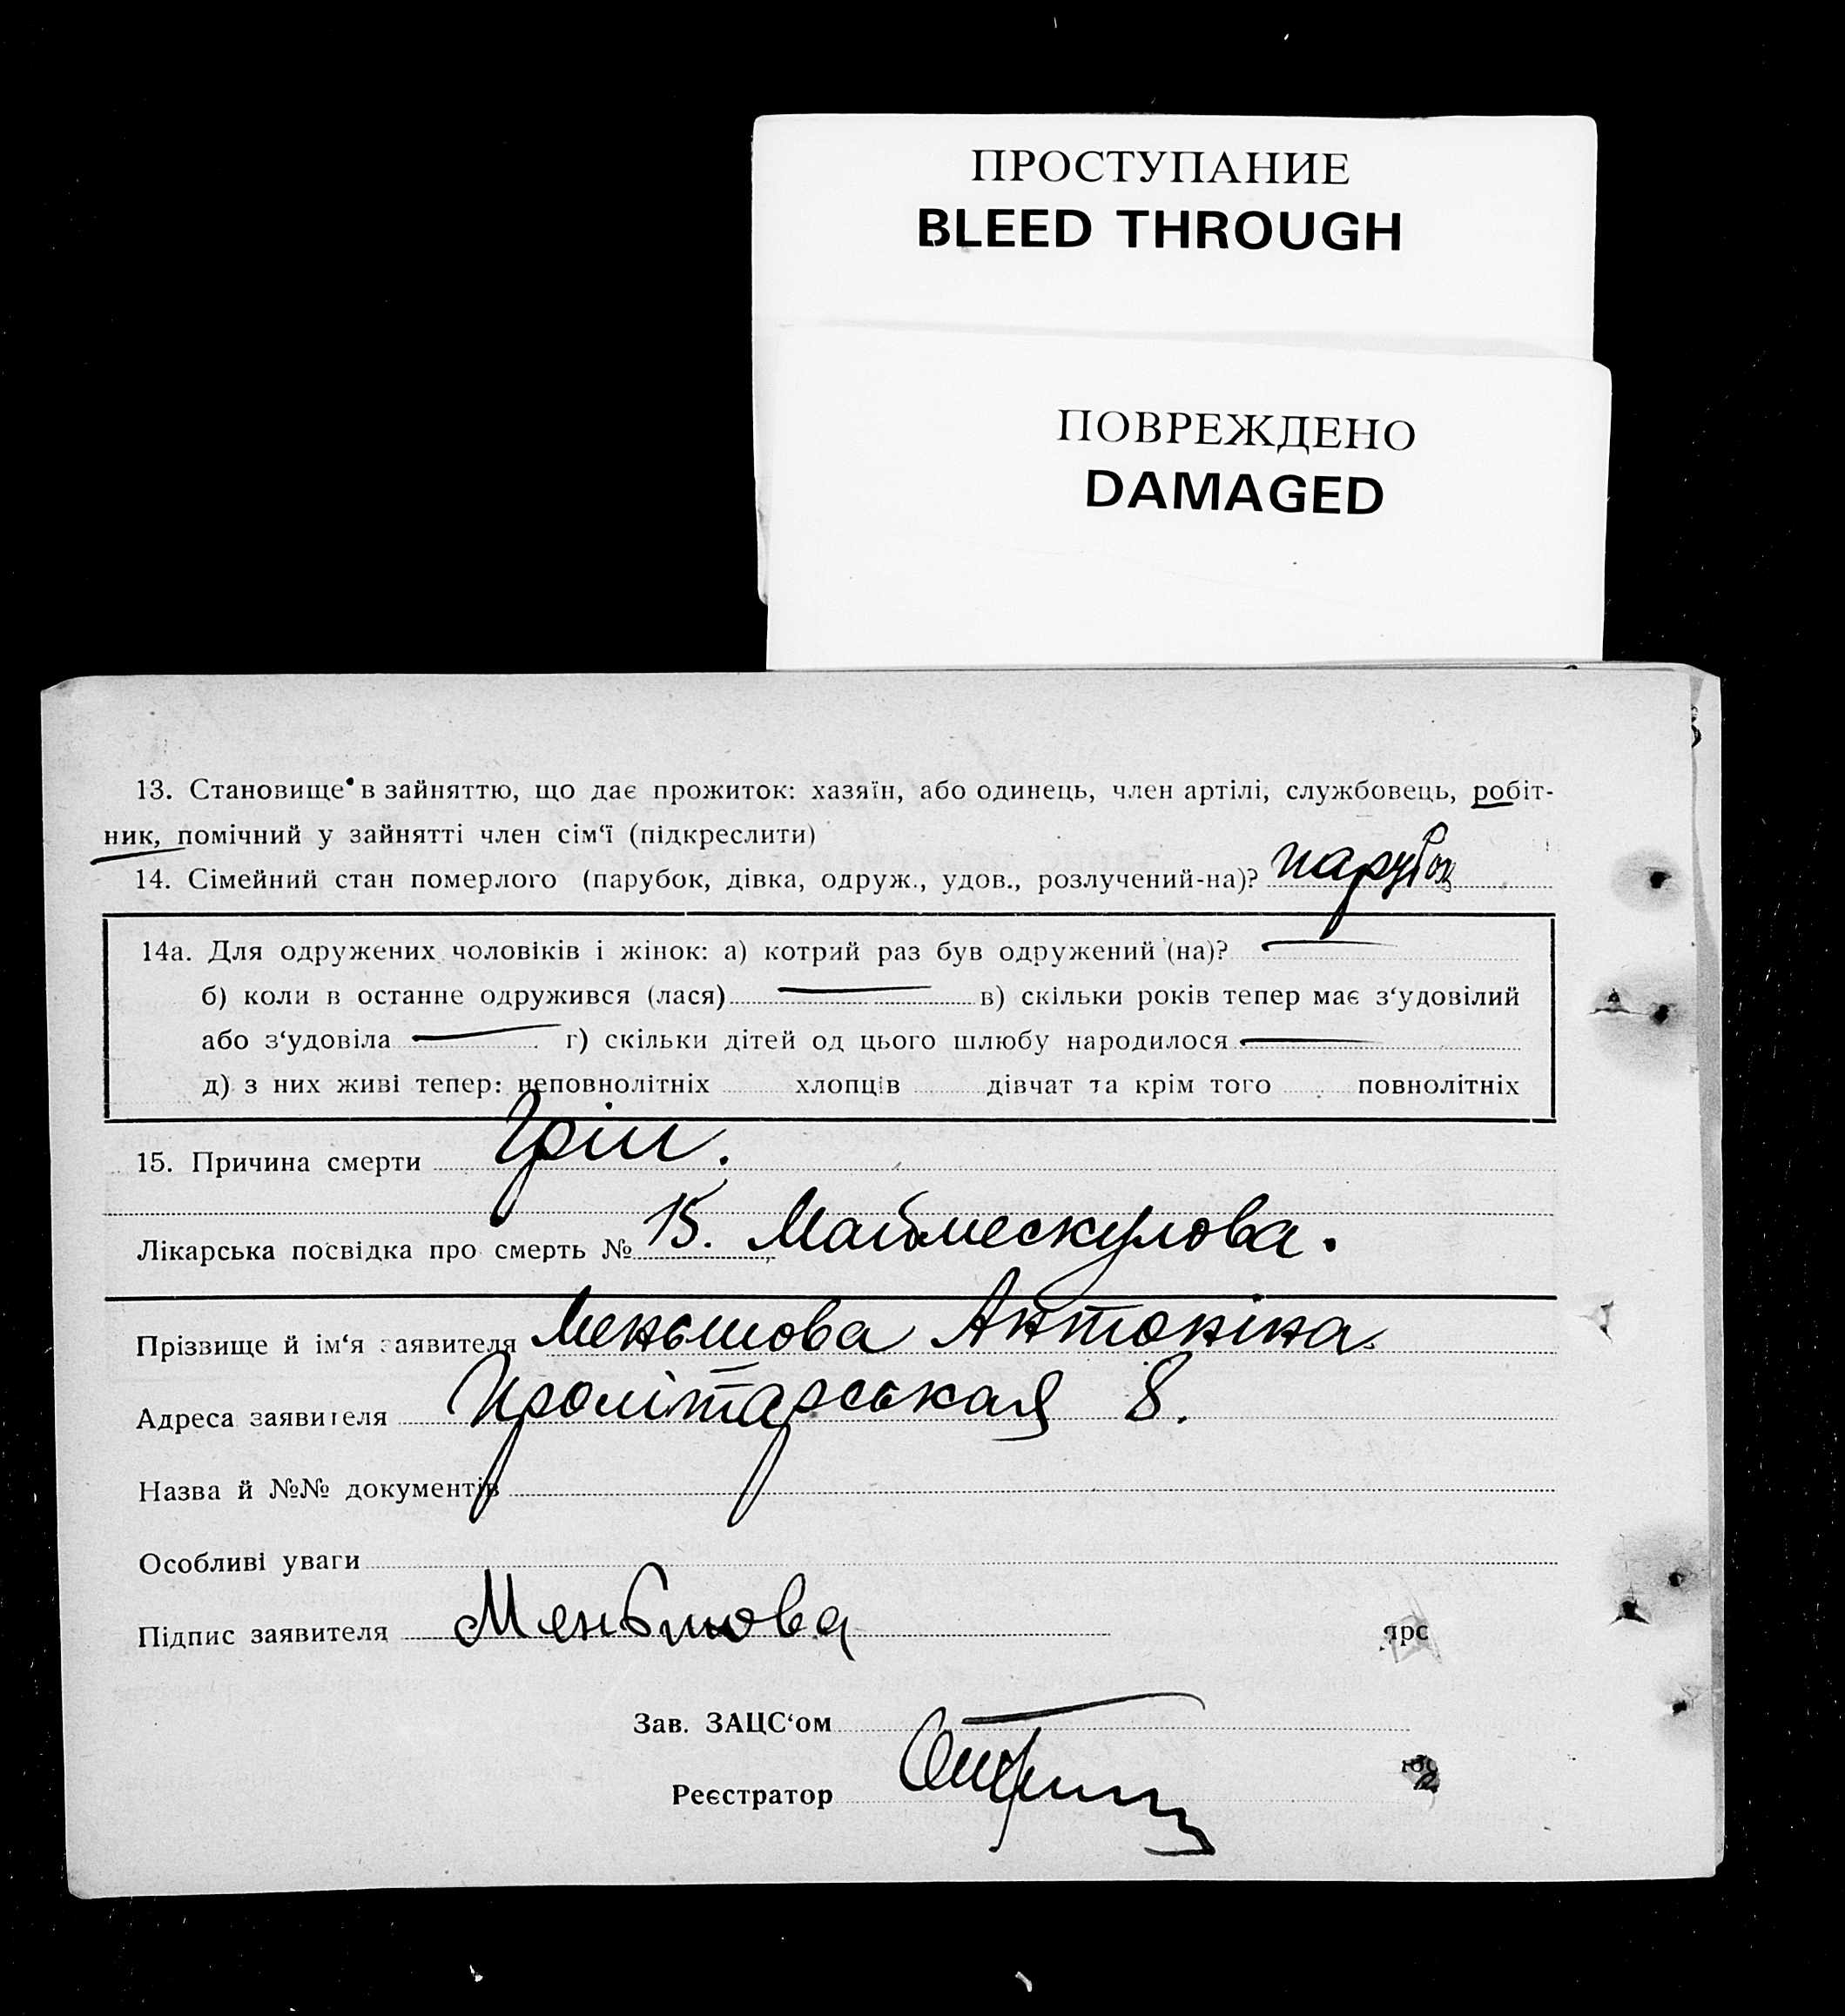 ПРОСТУПАНИЕ
BLEED THROUGH
ПОВРЕЖДЕНО
DAMAGED
13. Становище в зайняттю, що дає прожиток: хазяїн, або одинець, член артілі, службовець, робіт-
ник, помічний у зайнятті член сім‘ї (підкреслити)
14. Сімейний стан померлого (парубок, дівка, одруж., удов., розлучений-на)? парубок
14а. Для одружених чоловіків і жінок: а) котрий раз був одружений (на)?
б) коли в останне одружився (лася) в) скільки років тепер має з‘удовілий
або з‘удовіла г) скільки дітей од цього шлюбу народилося
д) з них живі тепер: неповнолітніх хлопців дівчат та крім того повнолітніх
15. Причина смерти Гріп.
Лікарська посвідка про смерть № 15. Маймескулова.
Прізвище й ім‘я заявителя Меньшова Антоніна.
Адреса заявителя Пролітарськая 8.
Назва й №№ документів
Особливі уваги
Підпис заявителя Меньшова
Зав. ЗАЦС‘ом
Реєстратор